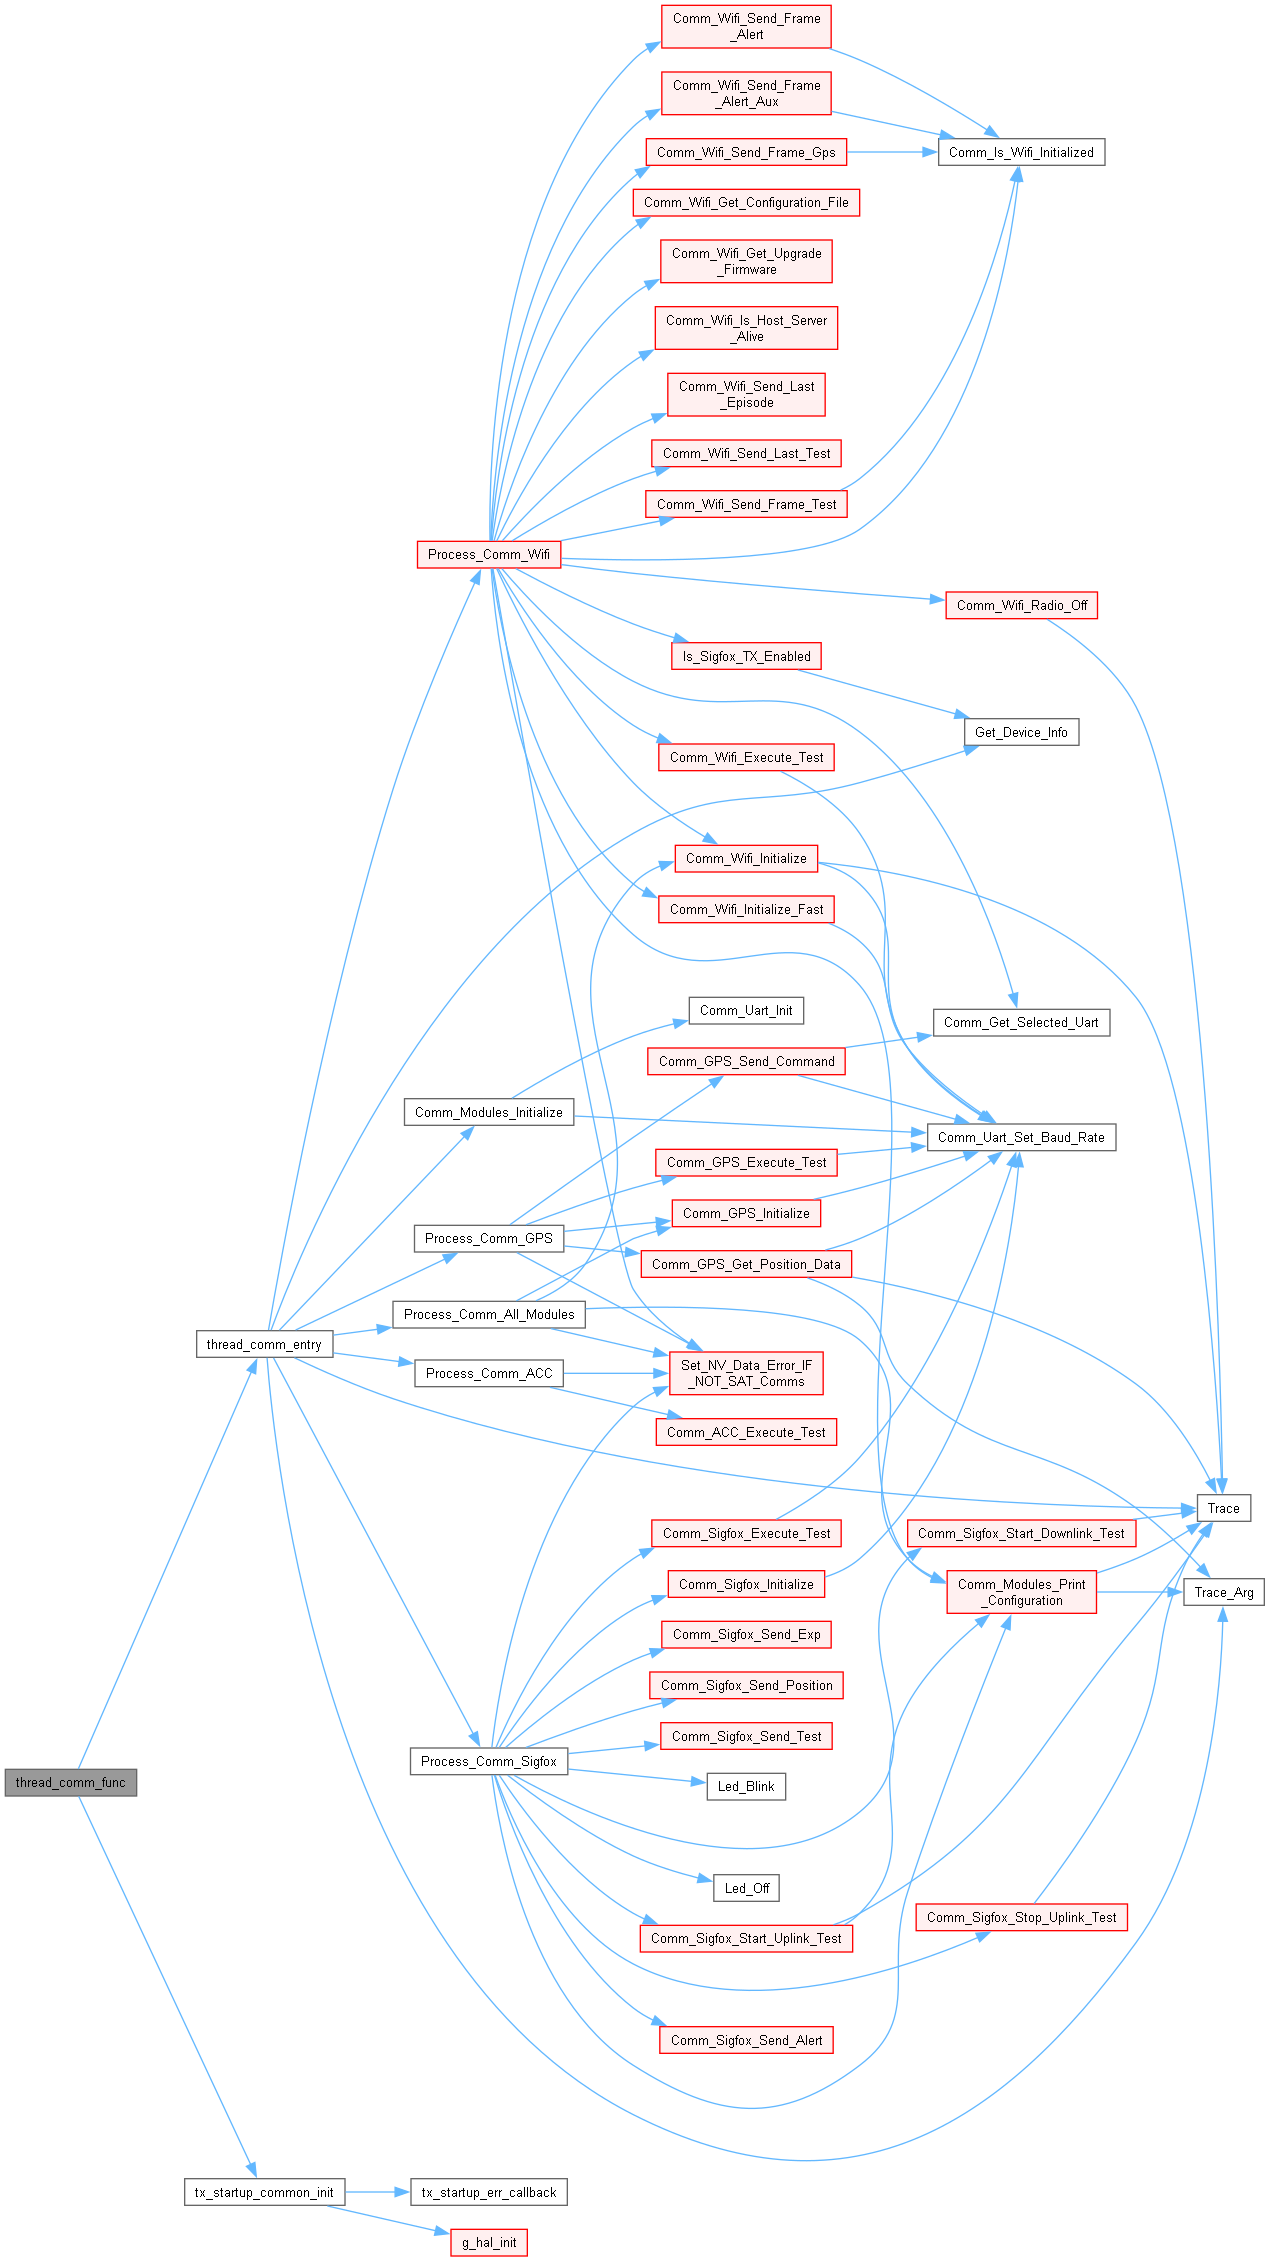 Comm_Wifi_Send_Frame
_Alert
Comm_Wifi_Send_Frame
_Alert_Aux
Comm_Wifi_Send_Frame_Gps
Comm_Is_Wifi_Initialized
Comm_Wifi_Get_Configuration_File
Comm_Wifi_Get_Upgrade
_Firmware
Comm_Wifi_Is_Host_Server
_Alive
Comm_Wifi_Send_Last
_Episode
Comm_Wifi_Send_Last_Test
Comm_Wifi_Send_Frame_Test
Process_Comm_Wifi
Comm_Wifi_Radio_Off
Is_Sigfox_TX_Enabled
Get_Device_Info
Comm_Wifi_Execute_Test
Comm_Wifi_Initialize
Comm_Wifi_Initialize_Fast
Comm_Uart_Init
Comm_Get_Selected_Uart
Comm_GPS_Send_Command
Comm_Modules_Initialize
Comm_Uart_Set_Baud_Rate
Comm_GPS_Execute_Test
Comm_GPS_Initialize
Process_Comm_GPS
Comm_GPS_Get_Position_Data
Process_Comm_All_Modules
thread_comm_entry
Set_NV_Data_Error_IF
_NOT_SAT_Comms
Process_Comm_ACC
Comm_ACC_Execute_Test
Trace
Comm_Sigfox_Execute_Test
Comm_Sigfox_Start_Downlink_Test
Comm_Sigfox_Initialize
Comm_Modules_Print
_Configuration
Trace_Arg
Comm_Sigfox_Send_Exp
Comm_Sigfox_Send_Position
Comm_Sigfox_Send_Test
Process_Comm_Sigfox
thread_comm_func
Led_Blink
Led_Off
Comm_Sigfox_Stop_Uplink_Test
Comm_Sigfox_Start_Uplink_Test
Comm_Sigfox_Send_Alert
tx_startup_common_init
tx_startup_err_callback
g_hal_init